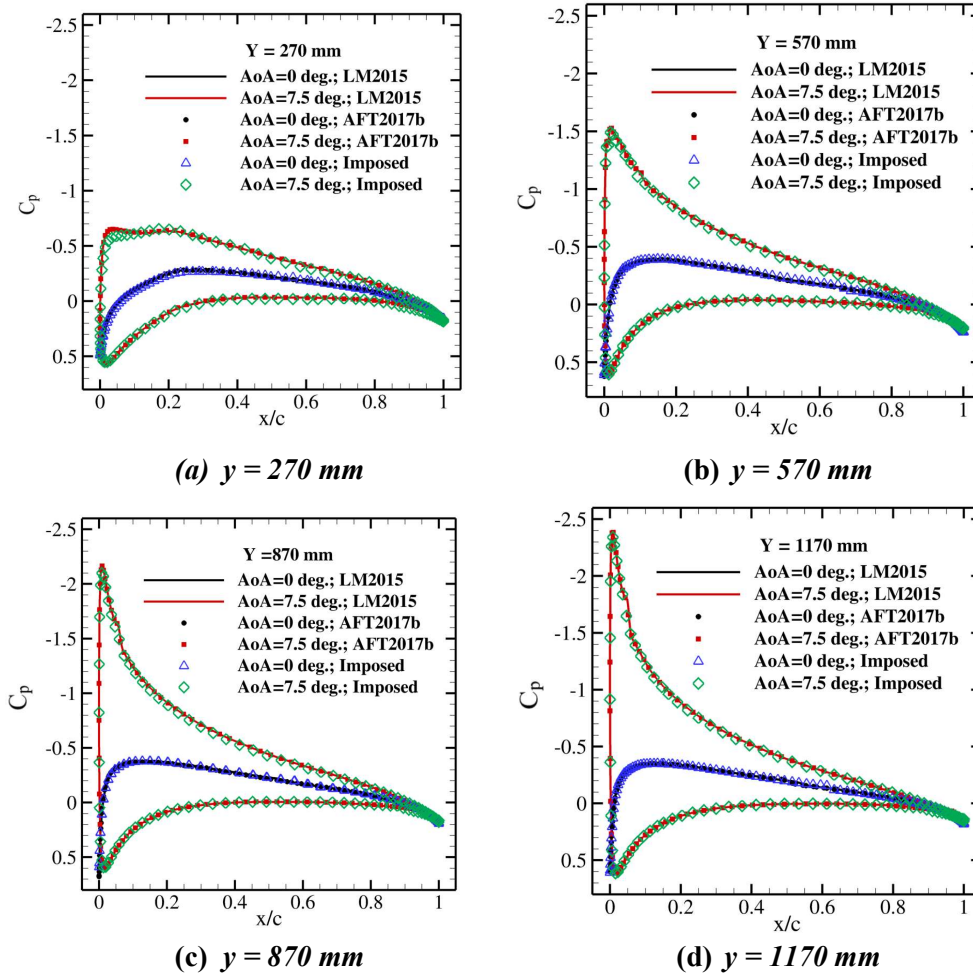 -2.5
-2
-1.5
-1
-0.5
0
0.5
Cp
Y = 270 mm
AoA=0 deg.; LM2015
AoA=7.5 deg.; LM2015
AoA=0 deg.; AFT2017b
AoA=7.5 deg.; AFT2017b
AoA=0 deg.; Imposed
AoA=7.5 deg.; Imposed
0 0.2 0.4 0.6 0.8 1
x/c
(a) y = 270 mm
-2.5
-2
-1.5
-1
-0.5
0
0.5
Cp
Y = 570 mm
AoA=0 deg.; LM2015
AoA=7.5 deg.; LM2015
AoA=0 deg.; AFT2017b
AoA=7.5 deg.; AFT2017b
AoA=0 deg.; Imposed
AoA=7.5 deg.; Imposed
0 0.2 0.4 0.6 0.8 1
x/c
(b) y = 570 mm
-2.5
-2
-1.5
-1
-0.5
0
0.5
Cp
Y =870 mm
AoA=0 deg.; LM2015
AoA=7.5 deg.; LM2015
AoA=0 deg.; AFT2017b
AoA=7.5 deg.; AFT2017b
AoA=0 deg.; Imposed
AoA=7.5 deg.; Imposed
0 0.2 0.4 0.6 0.8 1
x/c
(c) y = 870 mm
-2.5
-2
-1.5
-1
-0.5
0
0.5
Cp
Y = 1170 mm
AoA=0 deg.; LM2015
AoA=7.5 deg.; LM2015
AoA=0 deg.; AFT2017b
AoA=7.5 deg.; AFT2017b
AoA=0 deg.; Imposed
AoA=7.5 deg.; Imposed
0 0.2 0.4 0.6 0.8 1
x/c
(d) y = 1170 mm